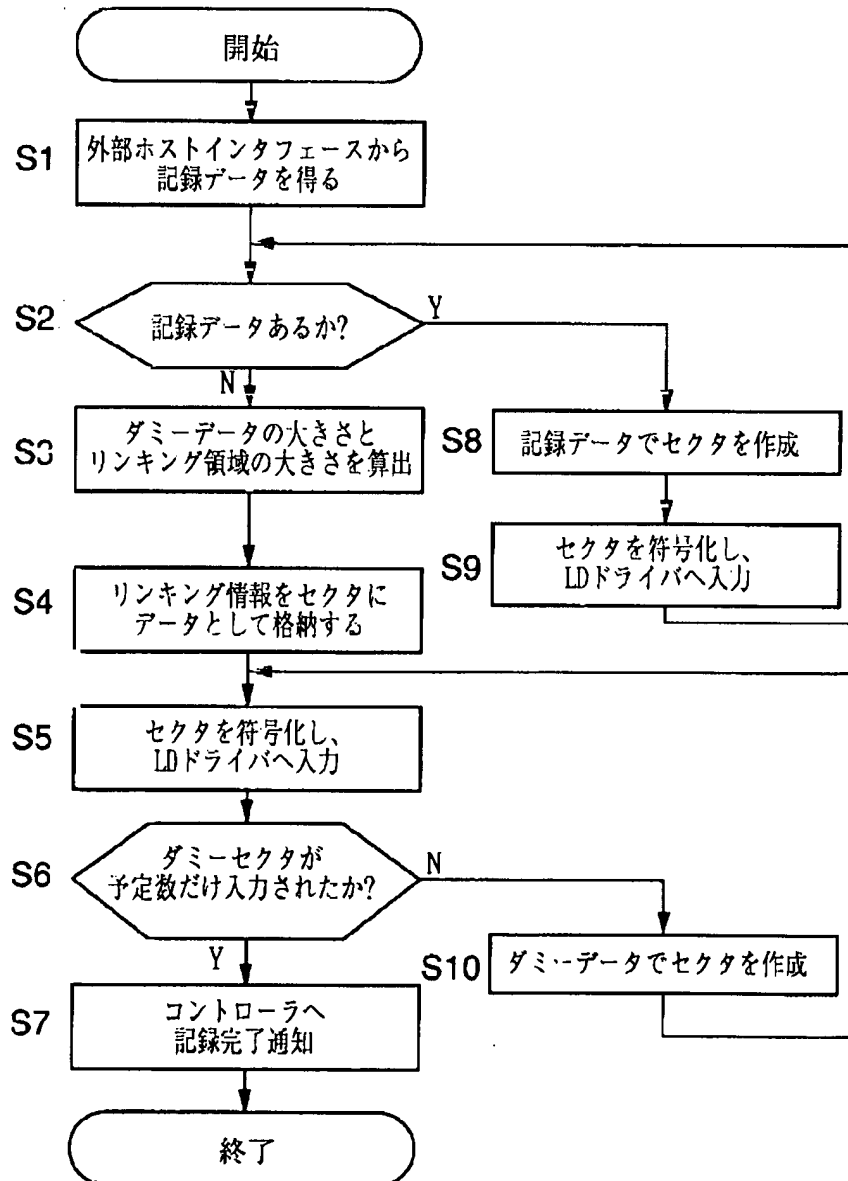 開始
S1
外部ホストインタフェースから
記録データを得る
S2
記録データあるか?
Y
N
S3
ダミーデータの大きさと
リンキング領域の大きさを算出
S8
記録データでセクタを作成
S9
セクタを符号化し、
LDドライバへ入力
S4
リンキング情報をセクタに
データとして格納する
S5
セクタを符号化し、
LDドライバへ入力
S6
ダミーセクタが
予定数だけ入力されたか?
N
Y
S10
ダミーデータでセクタを作成
S7
コントローラへ
記録完了通知
終了